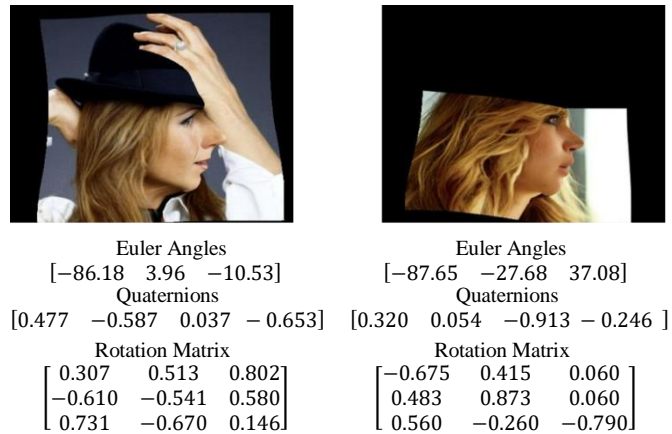 Euler Angles
[−86.18 3.96 −10.53]
Quaternions
[0.477 −0.587 0.037 − 0.653]
Rotation Matrix
[ 0.307 0.513 0.802]
[−0.610 −0.541 0.580]
[ 0.731 −0.670 0.146]
Euler Angles
[−87.65 −27.68 37.08]
Quaternions
[0.320 0.054 −0.913 − 0.246 ]
Rotation Matrix
[−0.675 0.415 0.060 ]
[ 0.483 0.873 0.060 ]
[ 0.560 −0.260 −0.790]